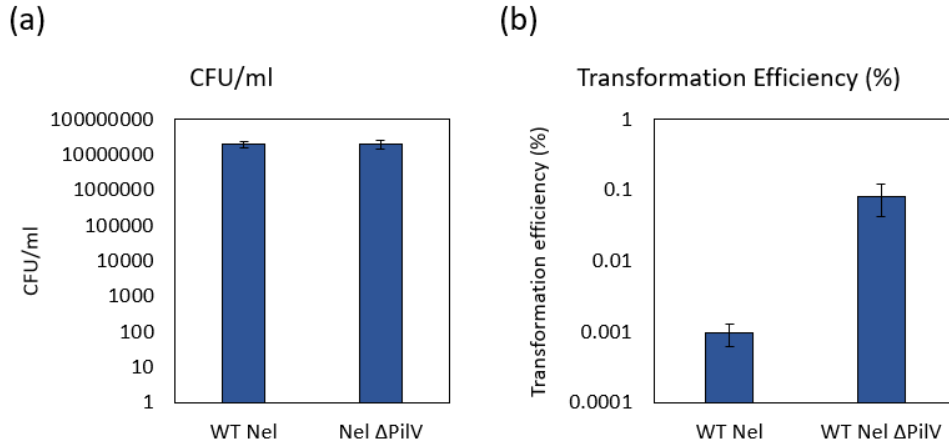 (a)
CFU/ml
CFU/ml
100000000
10000000
1000000
100000
10000
1000
100
10
1
WT Nel
Nel ΔPilV
(b)
Transformation Efficiency (%)
Transformation efficiency (%)
1
0.1
0.01
0.001
0.0001
WT Nel
WT Nel ΔPilV